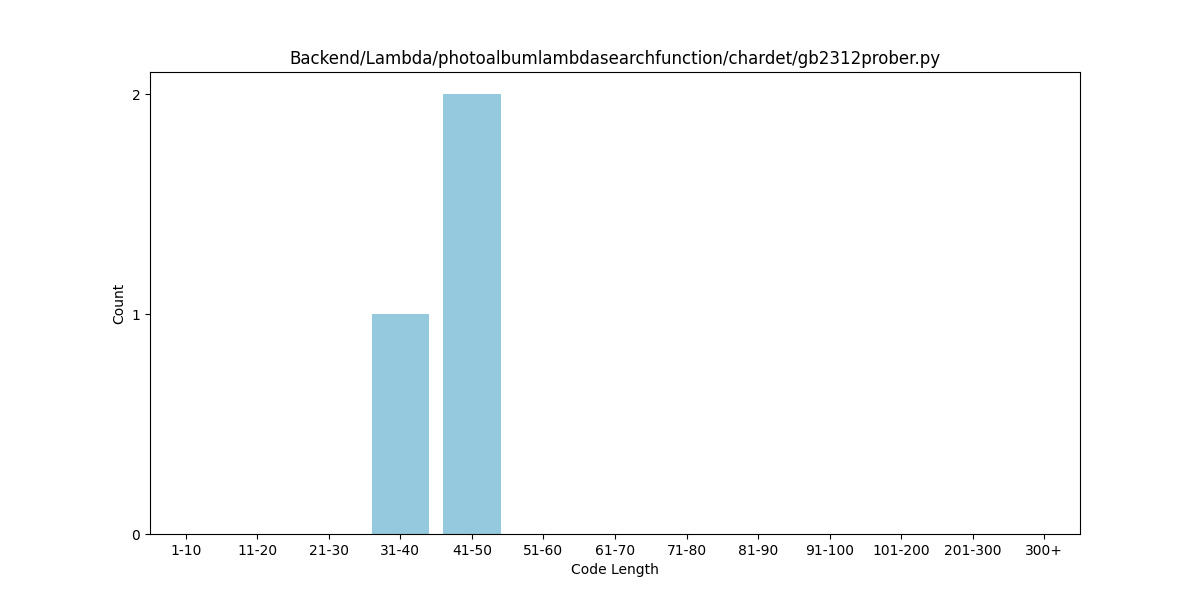 Backend/Lambda/photoalbumlambdasearchfunction/chardet/gb2312prober.py
2
1
0
Count
1-10 11-20 21-30 31-40 41-50 51-60 61-70 71-80 81-90 91-100 101-200 201-300 300+
Code Length